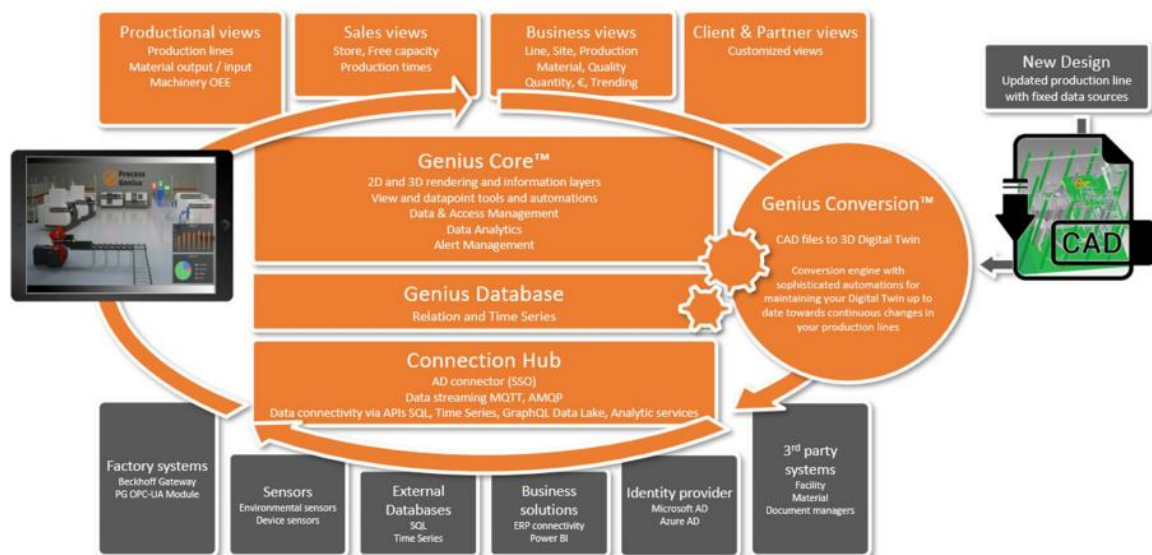 Productional views
Production lines
Material output / input
Machinery OEE
Sales views
Store, Free capacity
Production times
Business views
Line, Site, Production
Material, Quality
Quantity, €, Trending
Client & Partner views
Customized views
New Design
Updated production line
with fixed data sources
Process
Genius
Genius Core™
2D and 3D rendering and information layers
View and datapoint tools and automations
Data & Access Management
Data Analytics
Alert Management
Genius Conversion™
CAD files to 3D Digital Twin
Conversion engine with
sophisticated automations for
maintaining your Digital Twin up to
date towards continuous changes in
your production lines
CAD
Genius Database
Relation and Time Series
Connection Hub
AD connector (SSO)
Data streaming MQTT, AMQP
Data connectivity via APIs SQL, Time Series, GraphQL Data Lake, Analytic services
Factory systems
Beckhoff Gateway
PG OPC-UA Module
Sensors
Environmental sensors
Device sensors
External
Databases
SQL
Time Series
Business
solutions
ERP connectivity
Power BI
Identity provider
Microsoft AD
Azure AD
3rd party
systems
Facility
Material
Document managers